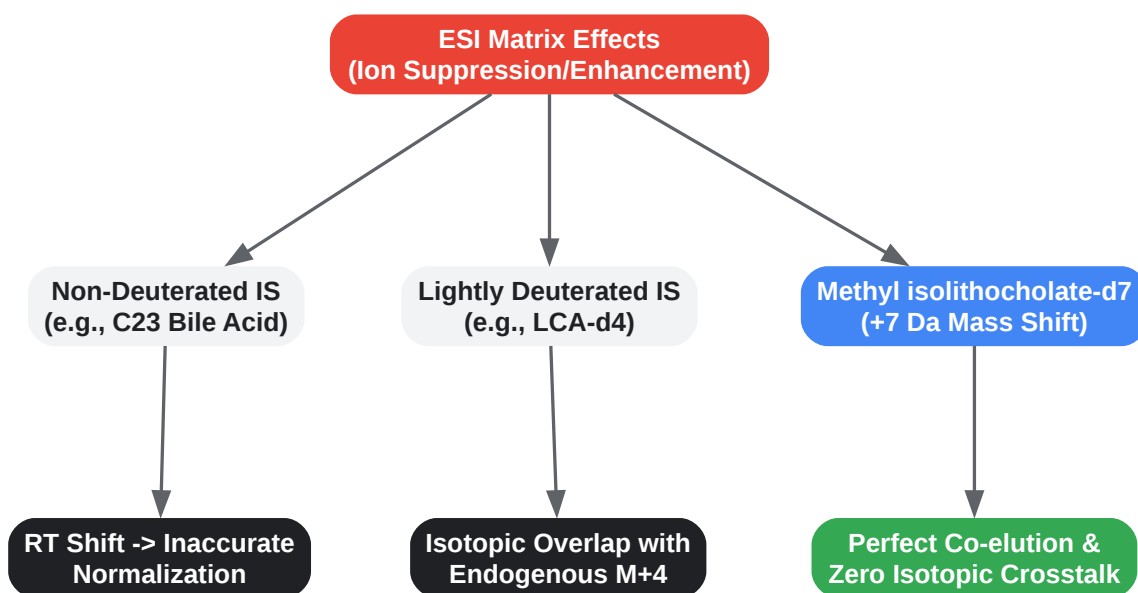 ESI Matrix Effects
(Ion Suppression/Enhancement)
Non-Deuterated IS
(e.g., C23 Bile Acid)
Lightly Deuterated IS
(e.g., LCA-d4)
Methyl isolithocholate-d7
(+7 Da Mass Shift)
RT Shift -> Inaccurate
Normalization
Isotopic Overlap with
Endogenous M+4
Perfect Co-elution &
Zero Isotopic Crosstalk